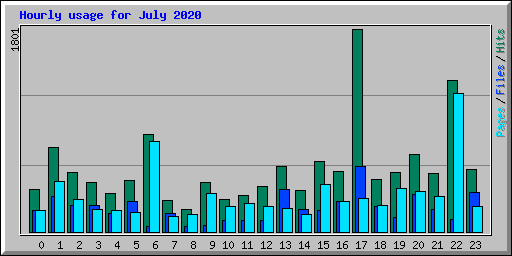 Hourly usage for July 2020
1801
Pages / Files / Hits
0 1 2 3 4 5 6 7 8 9 10 11 12 13 14 15 16 17 18 19 20 21 22 23